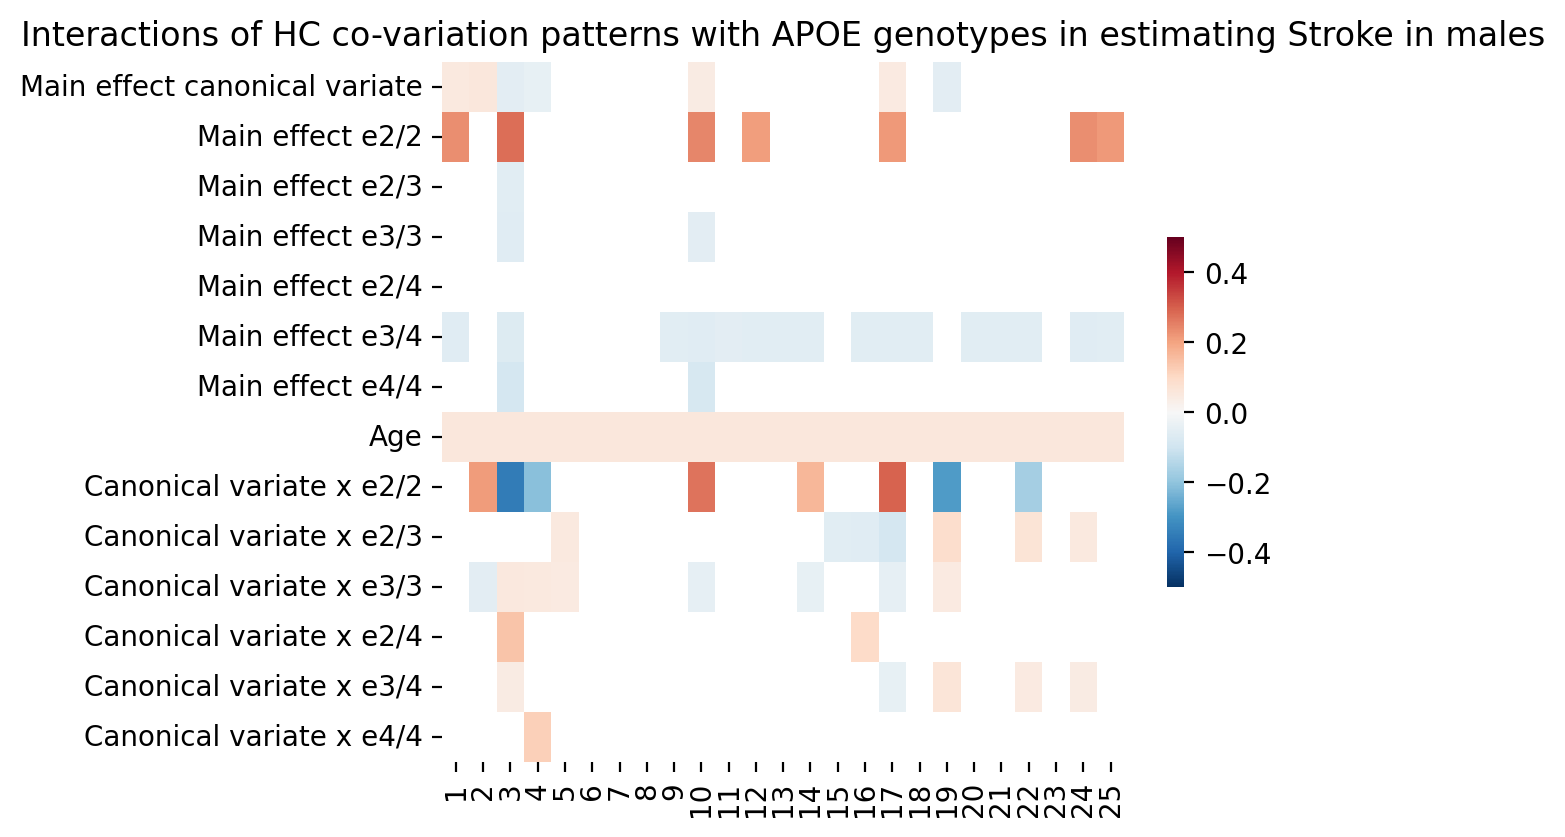 Interactions of HC co-variation patterns with APOE genotypes in estimating Stroke in males
Main effect canonical variate
Main effect e2/2
Main effect e2/3
Main effect e3/3
Main effect e2/4
Main effect e3/4
Main effect e4/4
Age
Canonical variate x e2/2
Canonical variate x e2/3
Canonical variate x e3/3
Canonical variate x e2/4
Canonical variate x e3/4
Canonical variate x e4/4
1 2 3 4 5 6 7 8 9 10 11 12 13 14 15 16 17 18 19 20 21 22 23 24 25
0.4
0.2
0.0
−0.2
−0.4